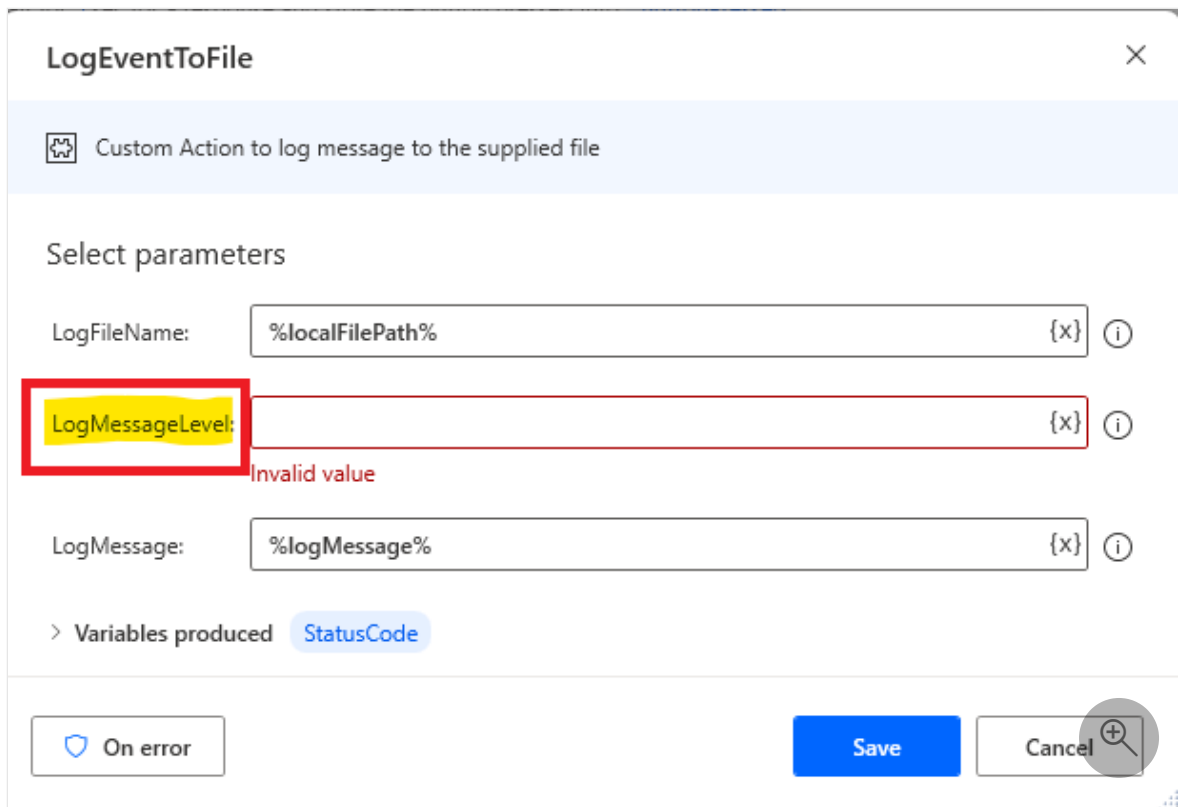 LogEventToFile
Custom Action to log message to the supplied file
Select parameters
LogFileName: %localFilePath% {x}
LogMessageLevel: {x}
Invalid value
LogMessage: %logMessage% {x}
Variables produced StatusCode
On error Save Cancel